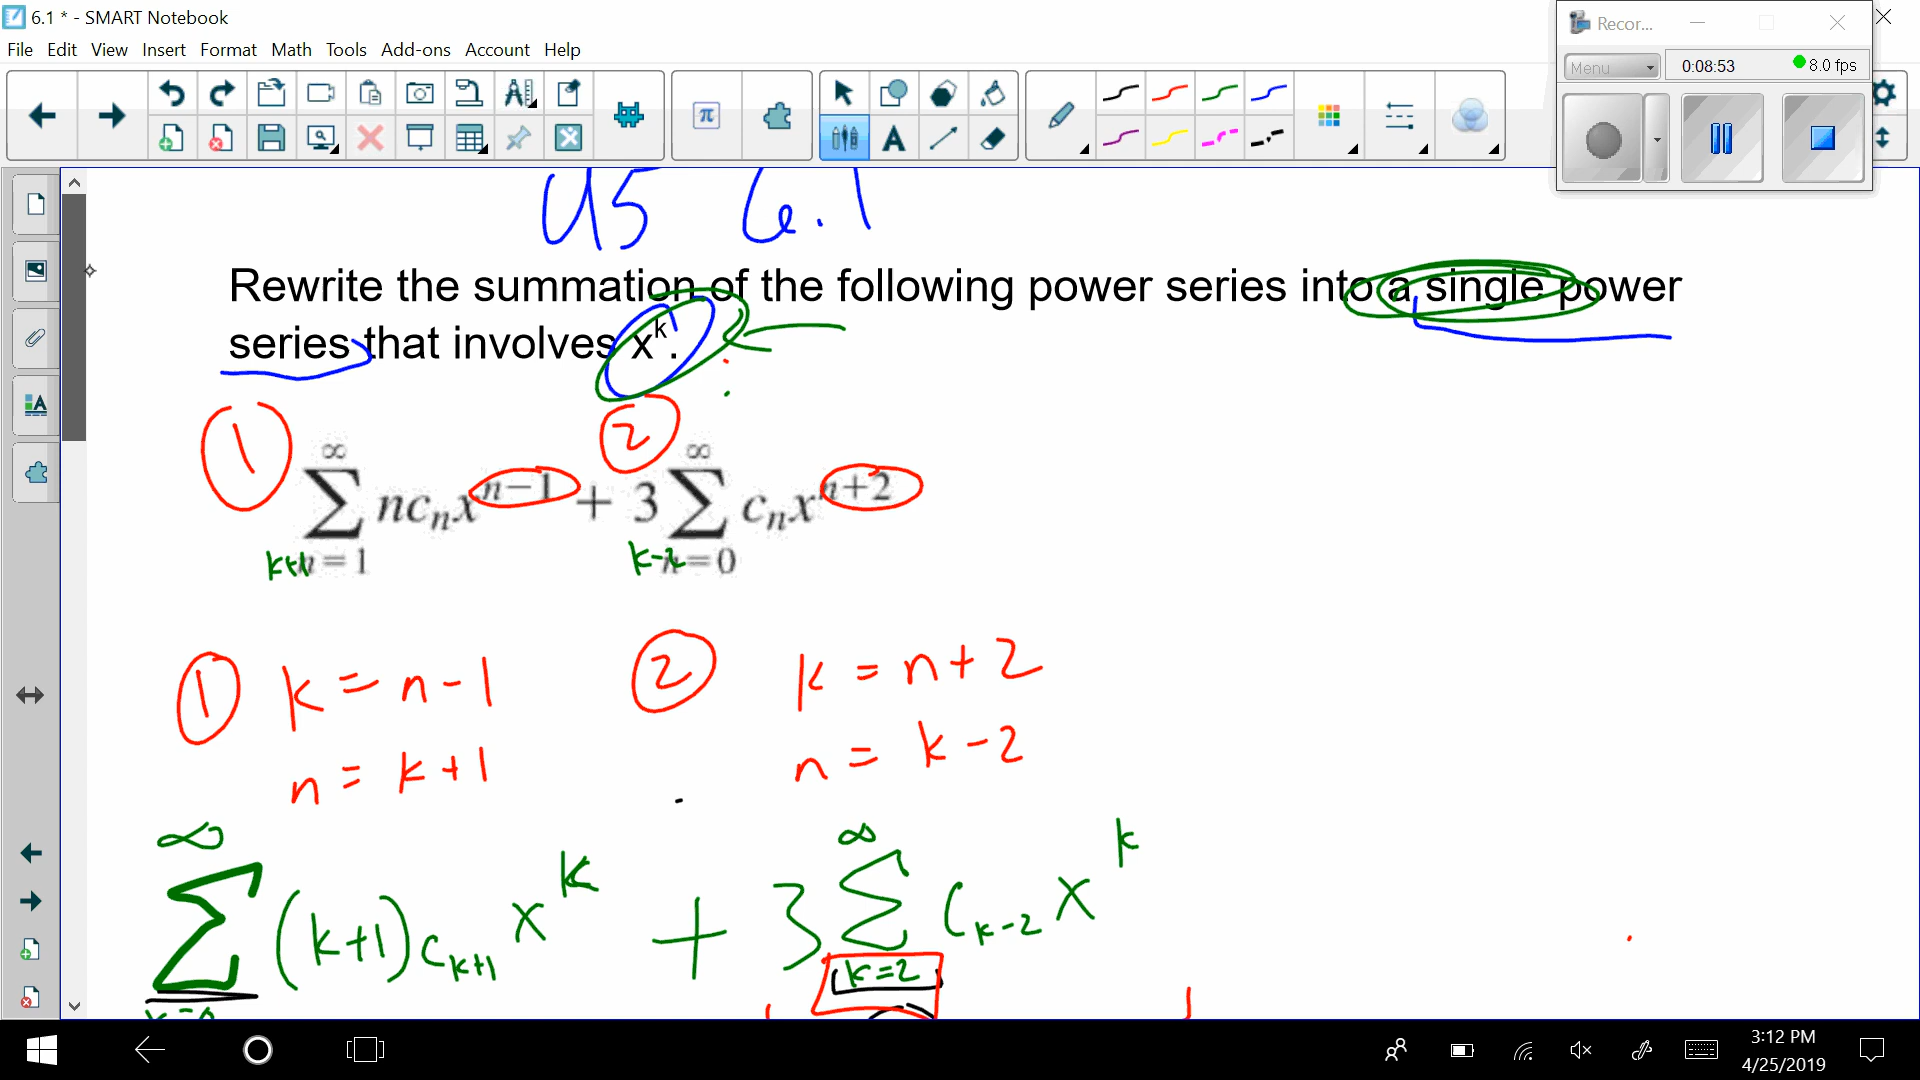 6.1 * - SMART Notebook
Recor...
File Edit View Insert Format Math Tools Add-ons Account Help
Menu 0:08:53 8.0 fps
π
A
45 6.1
Rewrite the summation of the following power series into a single power
series that involves x^k.
① ②
∑_{n=1}^{∞} nc_n x^{n-1} + 3 ∑_{n=0}^{∞} c_n x^{n+2}
k+1 k-2
① k = n-1 ② k = n+2
n = k+1 n = k-2
∑^{∞} (k+1)c_{k+1} x^k + 3 ∑_{k=2}^{∞} c_{k-2} x^k
3:12 PM
4/25/2019